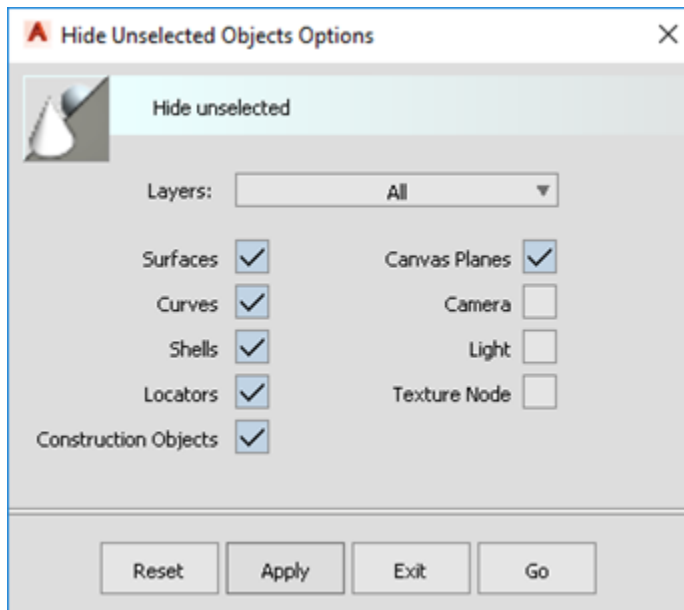 Hide Unselected Objects Options
Hide unselected
Layers: All
Surfaces Canvas Planes
Curves Camera
Shells Light
Locators Texture Node
Construction Objects
Reset Apply Exit Go